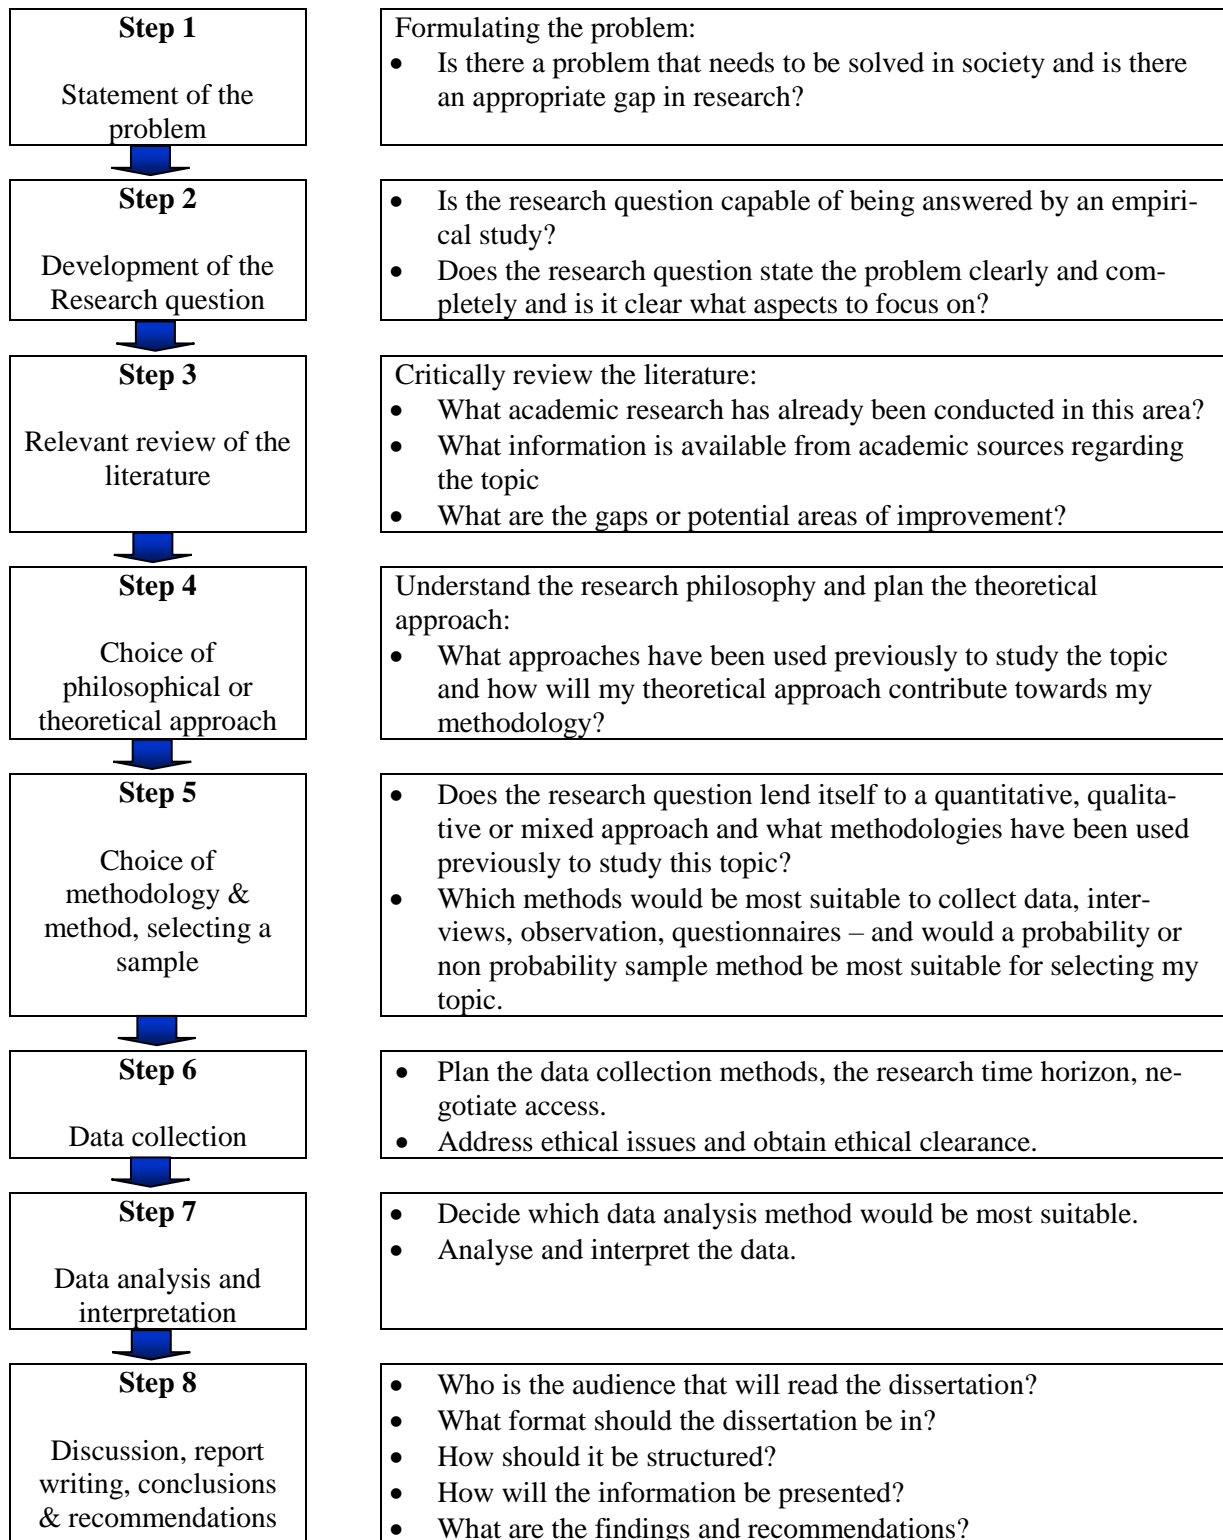 Step 1
Statement of the
problem
Formulating the problem:
• Is there a problem that needs to be solved in society and is there
an appropriate gap in research?
Step 2
Development of the
Research question
• Is the research question capable of being answered by an empiri-
cal study?
• Does the research question state the problem clearly and com-
pletely and is it clear what aspects to focus on?
Step 3
Relevant review of the
literature
Critically review the literature:
• What academic research has already been conducted in this area?
• What information is available from academic sources regarding
the topic
• What are the gaps or potential areas of improvement?
Step 4
Choice of
philosophical or
theoretical approach
Understand the research philosophy and plan the theoretical
approach:
• What approaches have been used previously to study the topic
and how will my theoretical approach contribute towards my
methodology?
Step 5
Choice of
methodology &
method, selecting a
sample
• Does the research question lend itself to a quantitative, qualita-
tive or mixed approach and what methodologies have been used
previously to study this topic?
• Which methods would be most suitable to collect data, inter-
views, observation, questionnaires – and would a probability or
non probability sample method be most suitable for selecting my
topic.
Step 6
Data collection
• Plan the data collection methods, the research time horizon, ne-
gotiate access.
• Address ethical issues and obtain ethical clearance.
Step 7
Data analysis and
interpretation
• Decide which data analysis method would be most suitable.
• Analyse and interpret the data.
Step 8
Discussion, report
writing, conclusions
& recommendations
• Who is the audience that will read the dissertation?
• What format should the dissertation be in?
• How should it be structured?
• How will the information be presented?
• What are the findings and recommendations?